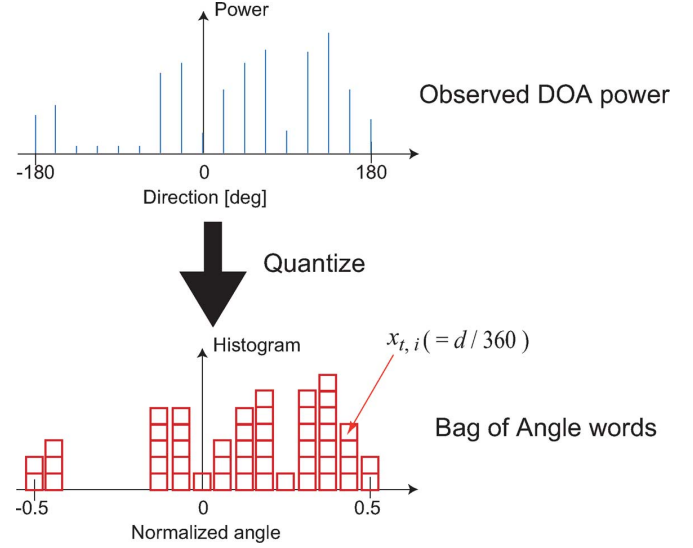 Power
Observed DOA power
-180
0
180
Direction [deg]
Quantize
Histogram
x_{t, i}(= d / 360 )
Bag of Angle words
-0.5
0
0.5
Normalized angle